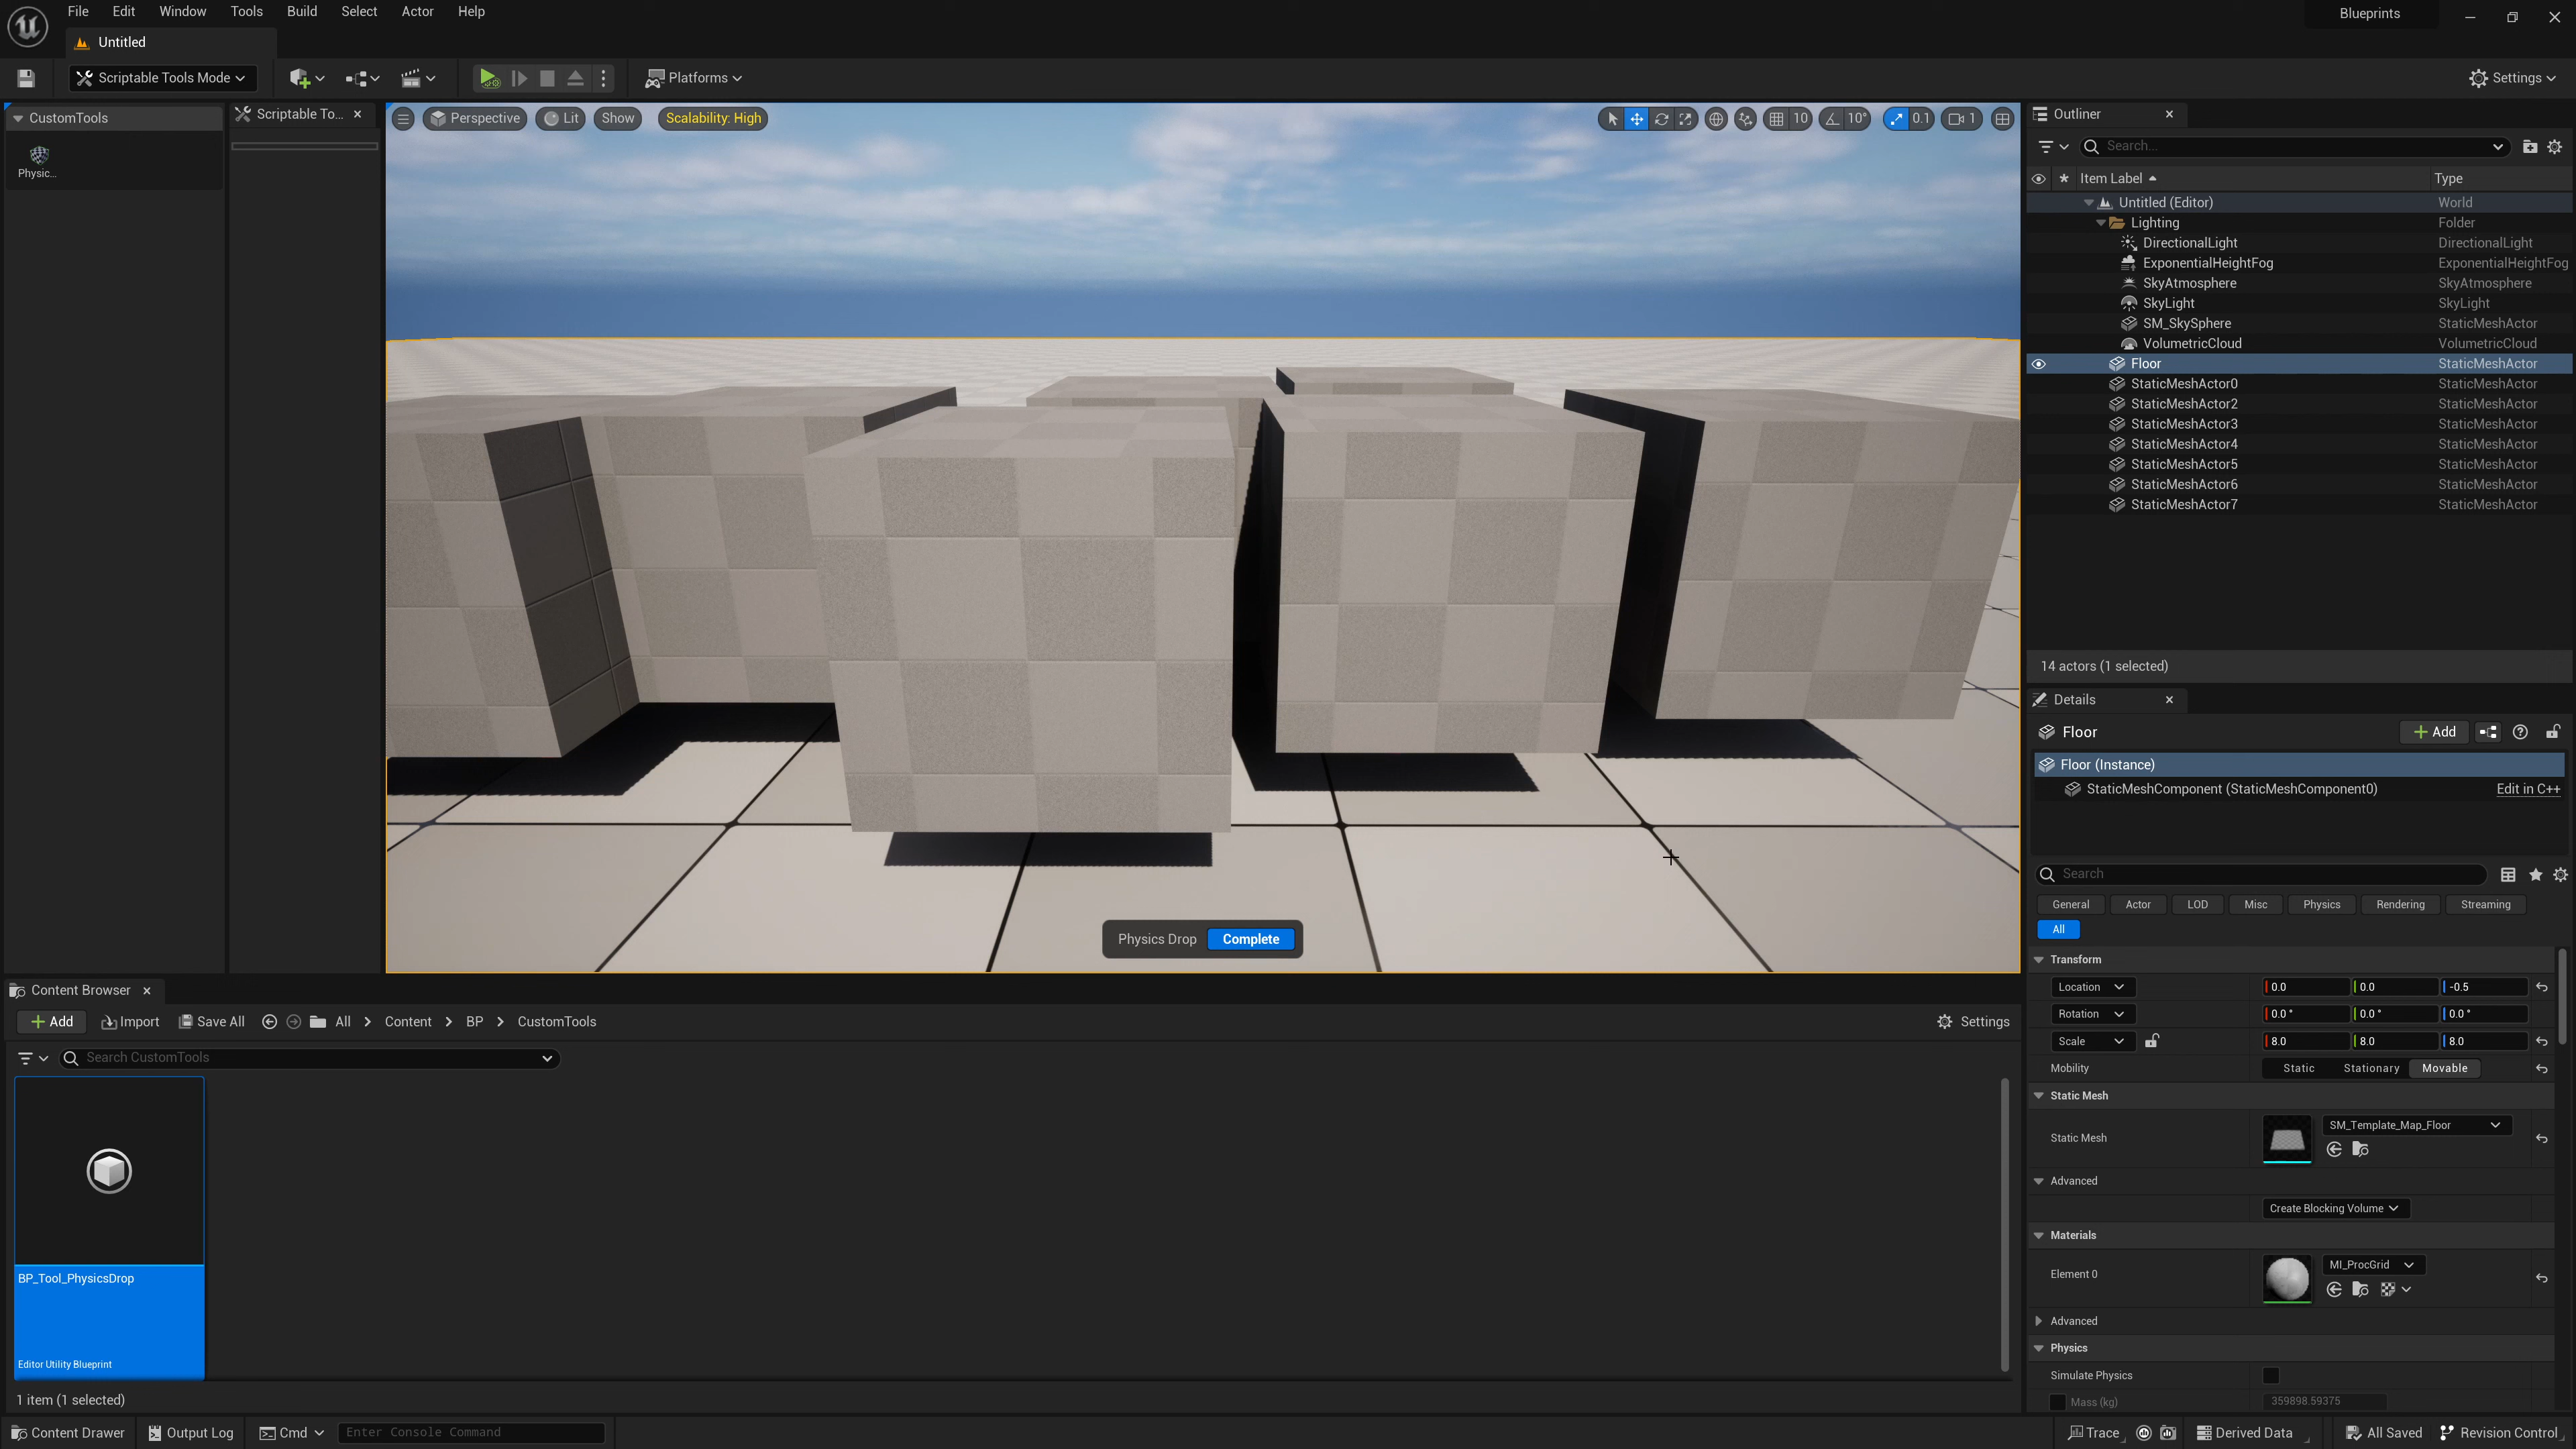 File Edit Window Tools Build Select Actor Help
Blueprints
Untitled
Scriptable Tools Mode
Platforms
Settings
CustomTools
Physic...
Scriptable To...
Perspective Lit Show Scalability: High
10 10° 0.1 1
Physics Drop Complete
Outliner
Search...
Item Label Type
Untitled (Editor) World
Lighting Folder
DirectionalLight DirectionalLight
ExponentialHeightFog ExponentialHeightFog
SkyAtmosphere SkyAtmosphere
SkyLight SkyLight
SM_SkySphere StaticMeshActor
VolumetricCloud VolumetricCloud
Floor StaticMeshActor
StaticMeshActor0 StaticMeshActor
StaticMeshActor2 StaticMeshActor
StaticMeshActor3 StaticMeshActor
StaticMeshActor4 StaticMeshActor
StaticMeshActor5 StaticMeshActor
StaticMeshActor6 StaticMeshActor
StaticMeshActor7 StaticMeshActor
14 actors (1 selected)
Details
Floor
Add
Floor (Instance)
StaticMeshComponent (StaticMeshComponent0) Edit in C++
Search
General Actor LOD Misc Physics Rendering Streaming
All
Transform
Location 0.0 0.0 -0.5
Rotation 0.0 ° 0.0 ° 0.0 °
Scale 8.0 8.0 8.0
Mobility Static Stationary Movable
Static Mesh
Static Mesh SM_Template_Map_Floor
Advanced
Create Blocking Volume
Materials
Element 0 MI_ProcGrid
Advanced
Physics
Simulate Physics
Mass (kg) 359898.59375
Content Browser
Add Import Save All All Content BP CustomTools Settings
Search CustomTools
BP_Tool_PhysicsDrop
Editor Utility Blueprint
1 item (1 selected)
Content Drawer Output Log Cmd Enter Console Command Trace Derived Data All Saved Revision Control